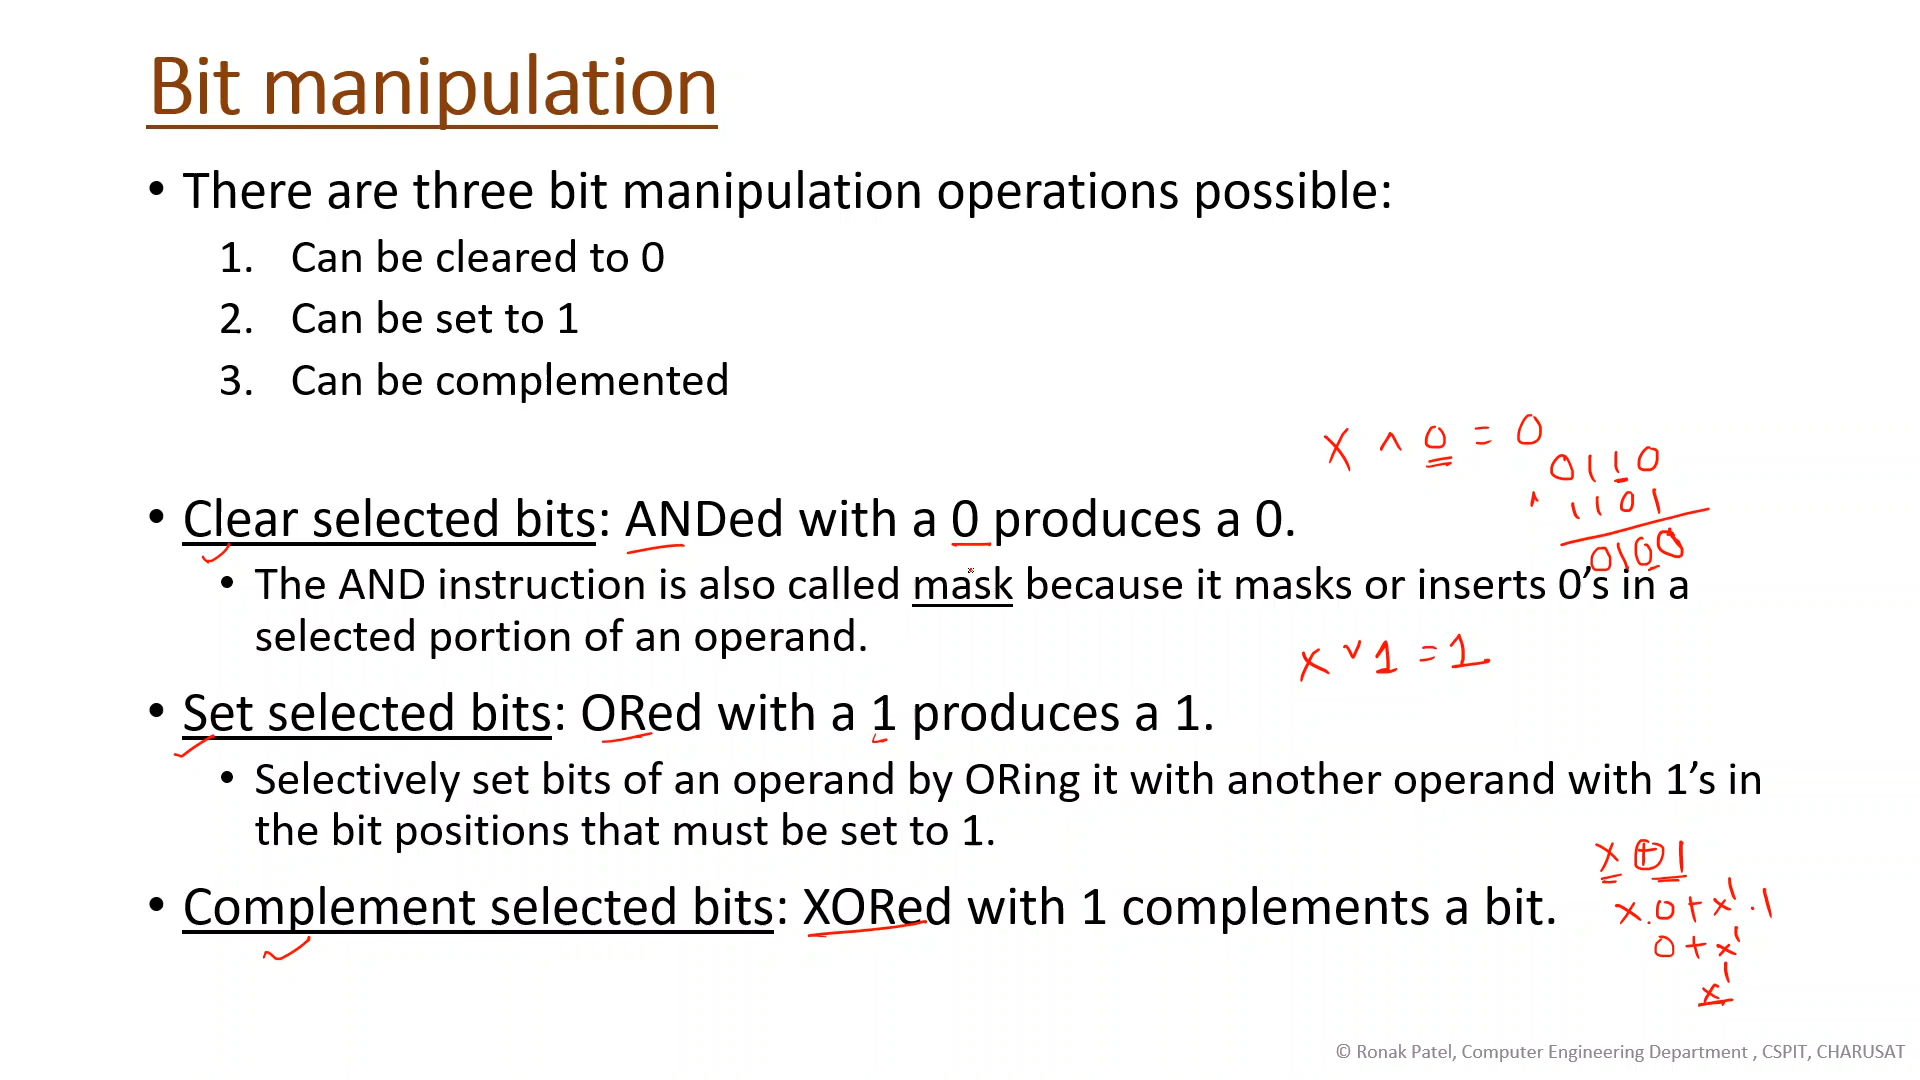 Bit manipulation
• There are three bit manipulation operations possible:
1. Can be cleared to 0
2. Can be set to 1
3. Can be complemented
x ∧ 0 = 0
0110
∧ 1101
0100
• Clear selected bits: ANDed with a 0 produces a 0.
• The AND instruction is also called mask because it masks or inserts 0’s in a
selected portion of an operand.
x ∨ 1 = 1
• Set selected bits: ORed with a 1 produces a 1.
• Selectively set bits of an operand by ORing it with another operand with 1’s in
the bit positions that must be set to 1.
x ⊕ 1
x.0 + x'.1
0 + x'
x'
• Complement selected bits: XORed with 1 complements a bit.
© Ronak Patel, Computer Engineering Department , CSPIT, CHARUSAT